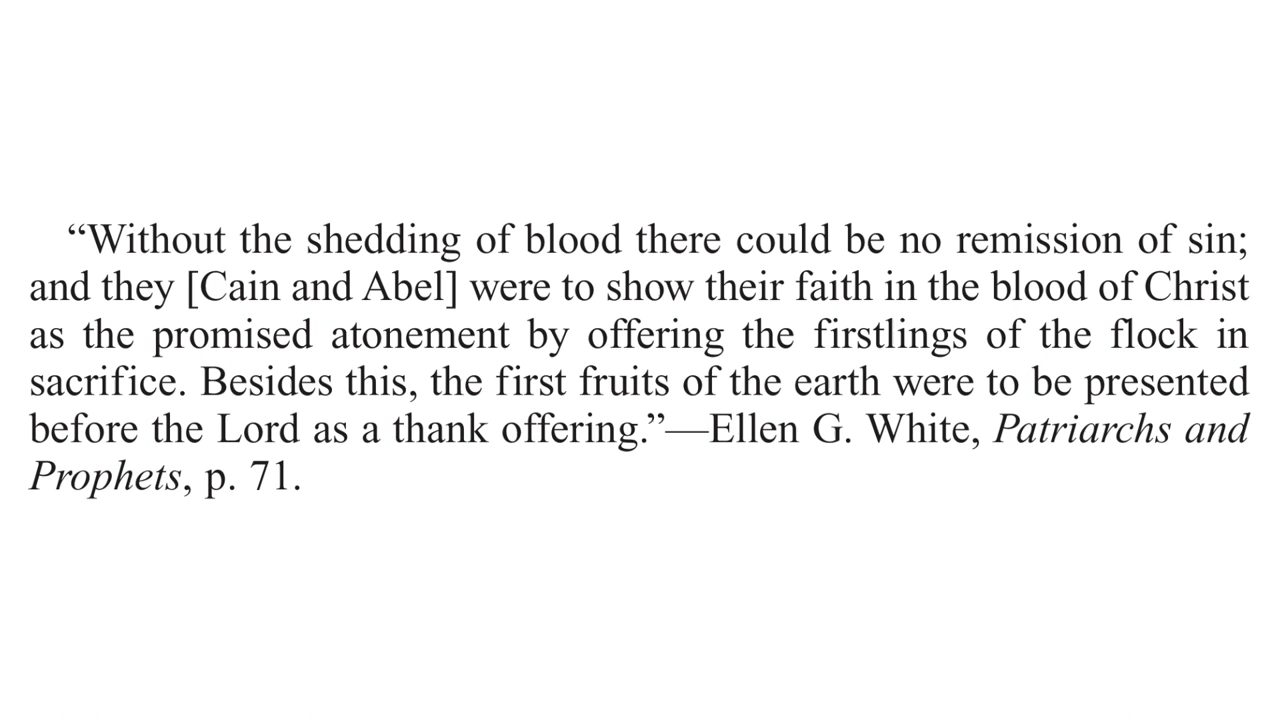 “Without the shedding of blood there could be no remission of sin;
and they [Cain and Abel] were to show their faith in the blood of Christ
as the promised atonement by offering the firstlings of the flock in
sacrifice. Besides this, the first fruits of the earth were to be presented
before the Lord as a thank offering.”—Ellen G. White, Patriarchs and
Prophets, p. 71.